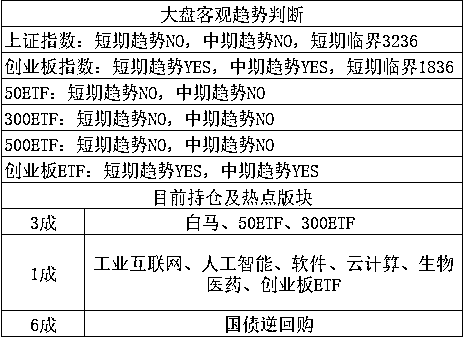 大盘客观趋势判断
上证指数：短期趋势NO，中期趋势NO，短期临界3236
创业板指数：短期趋势YES，中期趋势YES，短期临界1836
50ETF：短期趋势NO，中期趋势NO
300ETF：短期趋势NO，中期趋势NO
500ETF：短期趋势NO，中期趋势NO
创业板ETF：短期趋势YES，中期趋势YES
目前持仓及热点版块
3成 白马、50ETF、300ETF
1成 工业互联网、人工智能、软件、云计算、生物
医药、创业板ETF
6成 国债逆回购